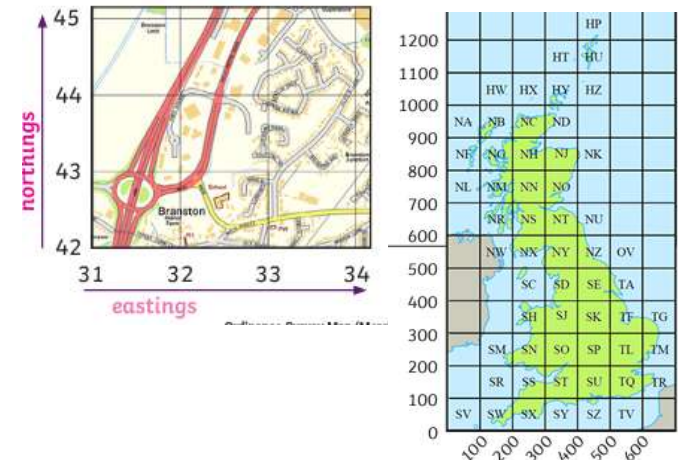 45
44
43
42
northings
31 32 33 34
eastings
School
Branston
1200
1100
1000
900
800
700
600
500
400
300
200
100
0
HP
HT HU
HW HX HY HZ
NA NB NC ND
NF NG NH NJ NK
NL NM NN NO
NR NS NT NU
NW NX NY NZ OV
SC SD SE TA
SH SJ SK TF TG
SM SN SO SP TL TM
SR SS ST SU TQ TR
SV SW SX SY SZ TV
100 200 300 400 500 600